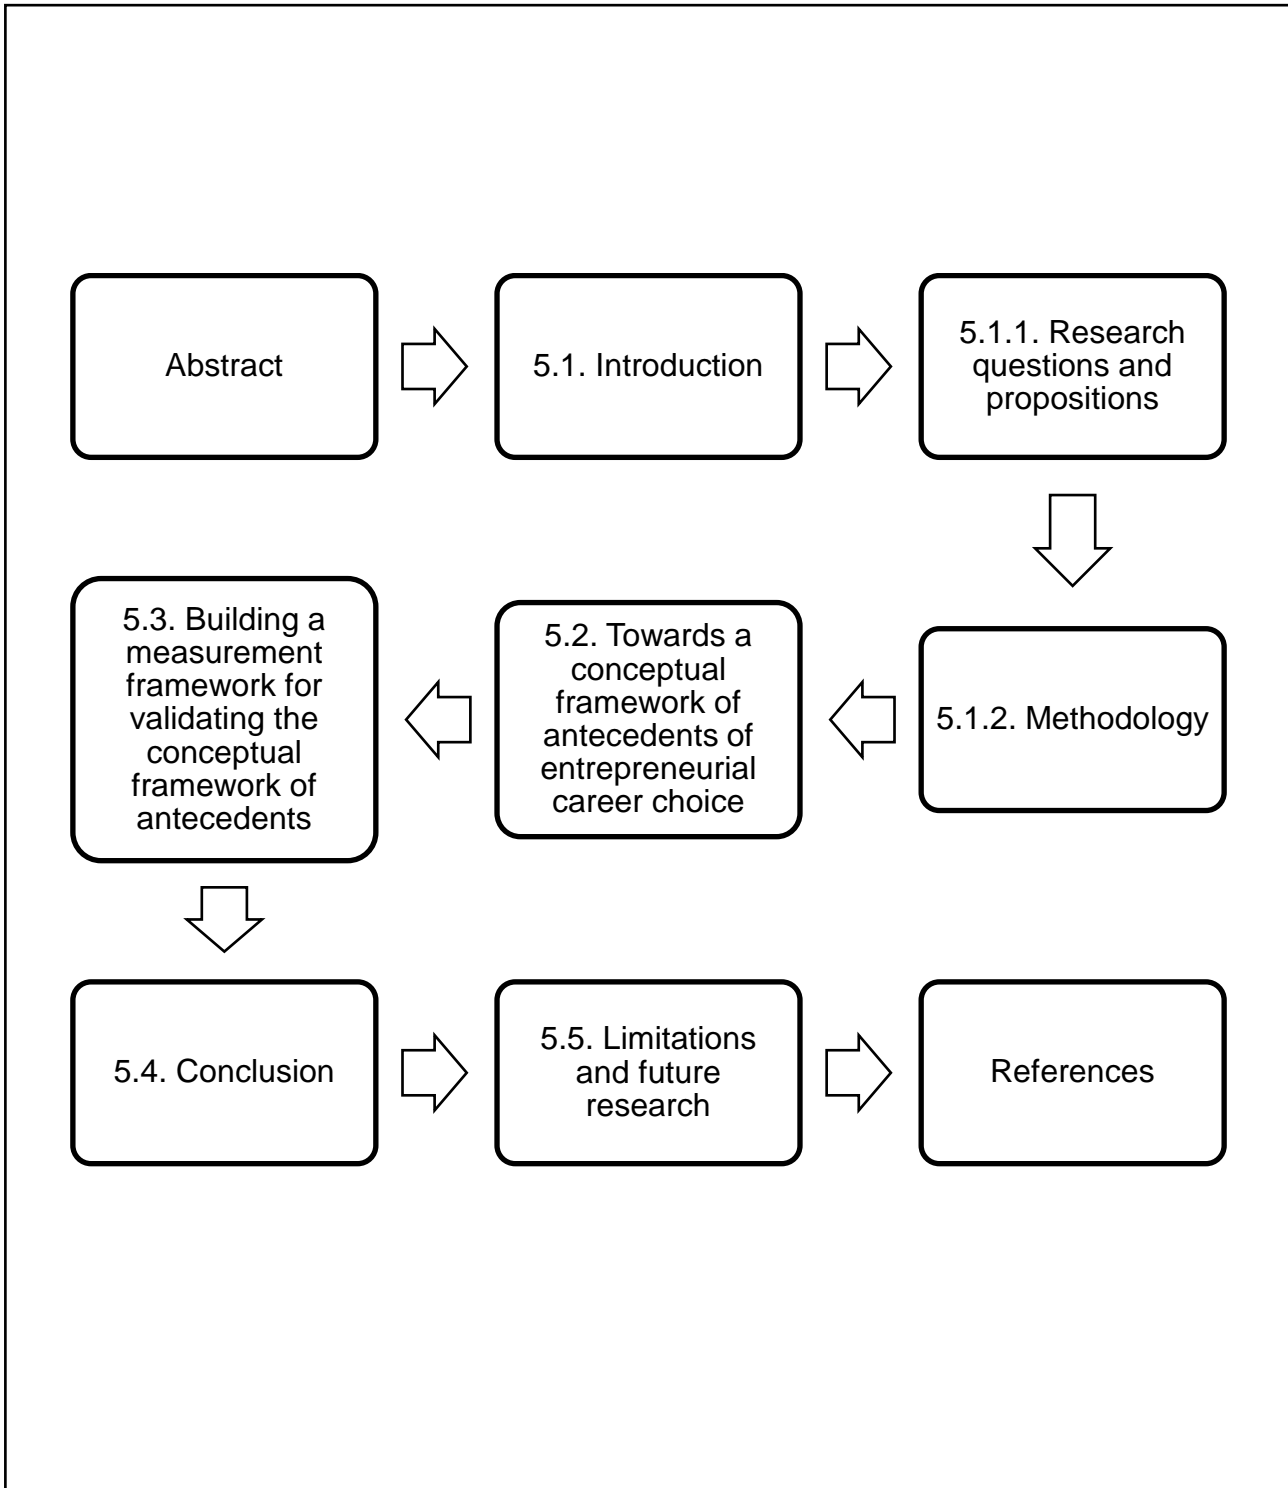 Abstract
5.1. Introduction
5.1.1. Research
questions and
propositions
5.1.2. Methodology
5.2. Towards a
conceptual
framework of
antecedents of
entrepreneurial
career choice
5.3. Building a
measurement
framework for
validating the
conceptual
framework of
antecedents
5.4. Conclusion
5.5. Limitations
and future
research
References